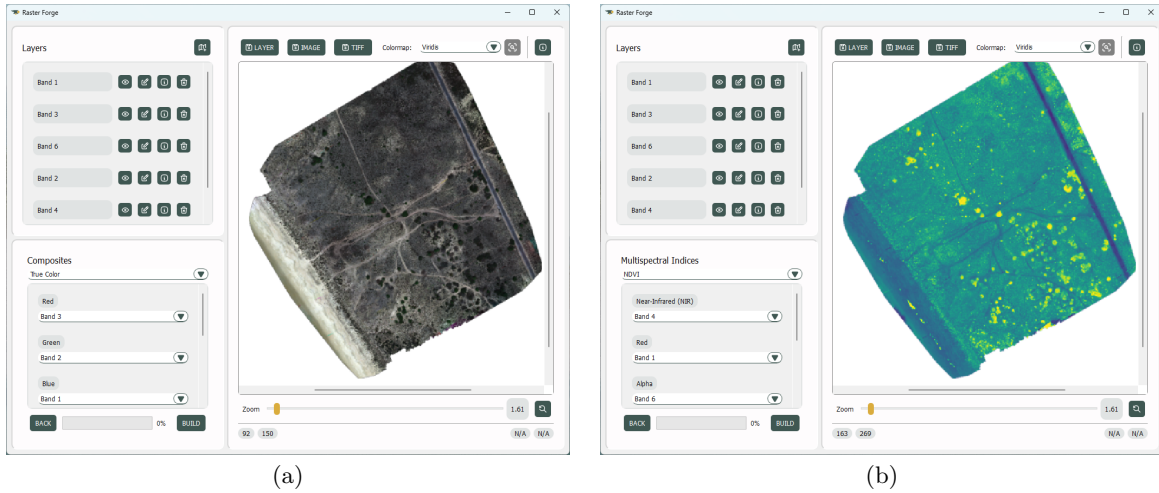 Raster Forge
Layers
LAYER IMAGE TIFF Colormap: Viridis
Band 1
Band 3
Band 6
Band 2
Band 4
Composites
True Color
Red
Band 3
Green
Band 2
Blue
Band 1
BACK 0% BUILD
Zoom 1.61
92 150 N/A N/A
(a)
Raster Forge
Layers
LAYER IMAGE TIFF Colormap: Viridis
Band 1
Band 3
Band 6
Band 2
Band 4
Multispectral Indices
NDVI
Near-Infrared (NIR)
Band 4
Red
Band 1
Alpha
Band 6
BACK 0% BUILD
Zoom 1.61
163 269 N/A N/A
(b)